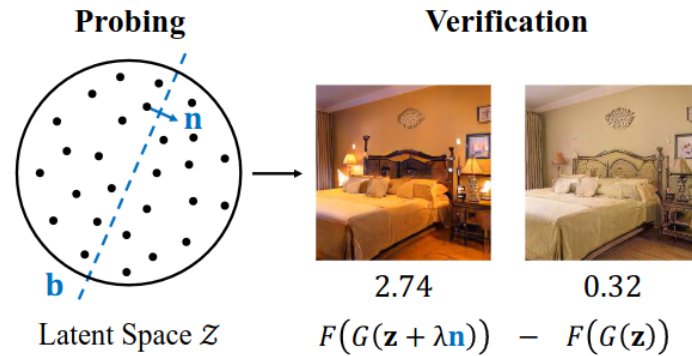 Probing
Verification
n
b
2.74
0.32
Latent Space 𝒵
F(G(z + λn)) − F(G(z))